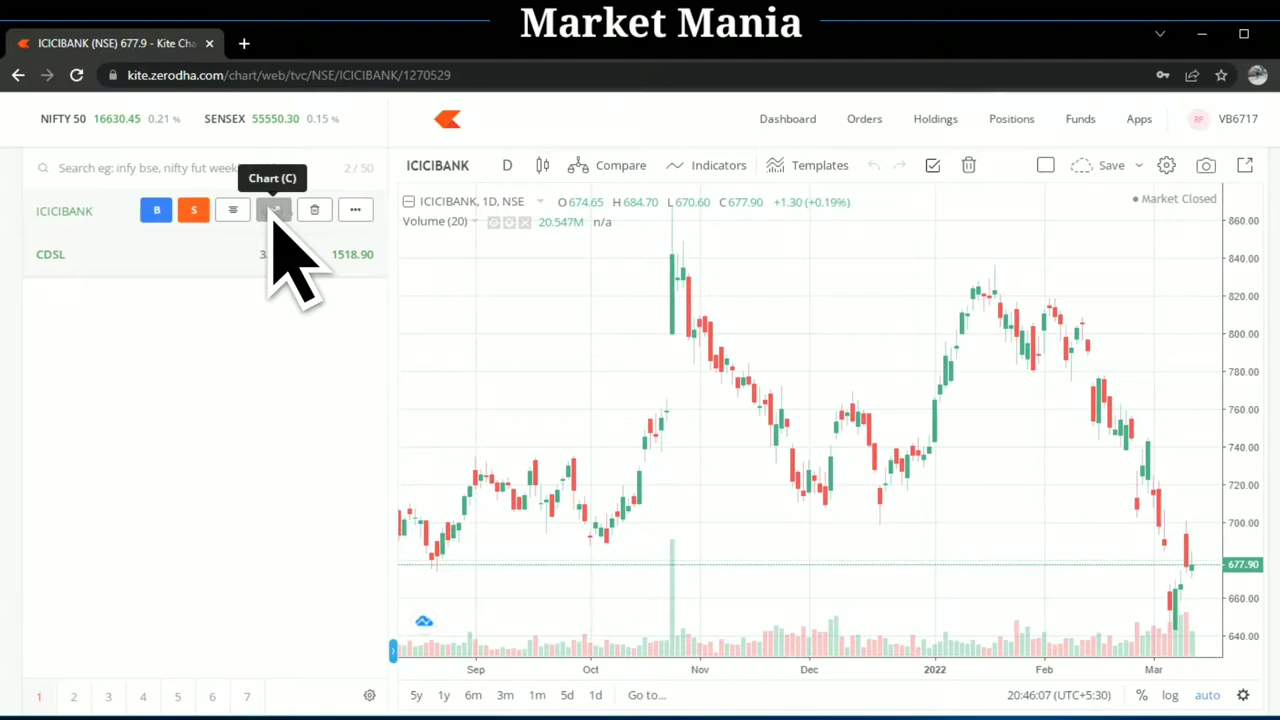 Market Mania
ICICIBANK (NSE) 677.9 - Kite Cha
kite.zerodha.com/chart/web/tvc/NSE/ICICIBANK/1270529
NIFTY 50 16630.45 0.21 % SENSEX 55550.30 0.15 %
Dashboard Orders Holdings Positions Funds Apps RP VB6717
Search eg: infy bse, nifty fut week 2 / 50
Chart (C)
ICICIBANK B S
CDSL 3. 1518.90
ICICIBANK D Compare Indicators Templates Save
ICICIBANK, 1D, NSE O 674.65 H 684.70 L 670.60 C 677.90 +1.30 (+0.19%) Market Closed
Volume (20) 20.547M n/a
860.00
840.00
820.00
800.00
780.00
760.00
740.00
720.00
700.00
677.90
660.00
640.00
Sep Oct Nov Dec 2022 Feb Mar
1 2 3 4 5 6 7
5y 1y 6m 3m 1m 5d 1d Go to... 20:46:07 (UTC+5:30) % log auto